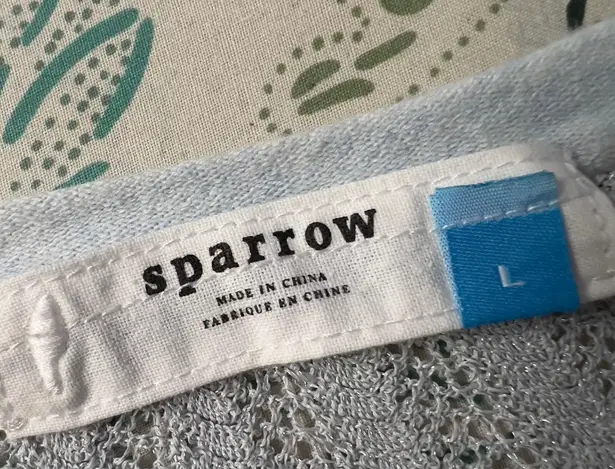 sparrow
MADE IN CHINA
FABRIQUE EN CHINE
L